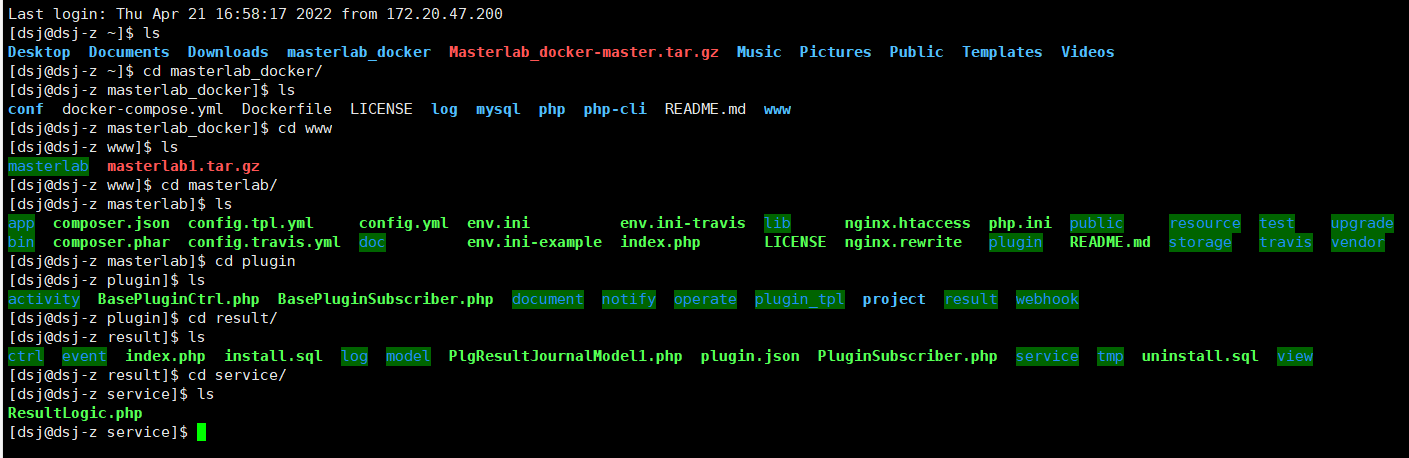 Last login: Thu Apr 21 16:58:17 2022 from 172.20.47.200
[dsj@dsj-z ~]$ ls
Desktop  Documents  Downloads  masterlab_docker  Masterlab_docker-master.tar.gz  Music  Pictures  Public  Templates  Videos
[dsj@dsj-z ~]$ cd masterlab_docker/
[dsj@dsj-z masterlab_docker]$ ls
conf  docker-compose.yml  Dockerfile  LICENSE  log  mysql  php  php-cli  README.md  www
[dsj@dsj-z masterlab_docker]$ cd www
[dsj@dsj-z www]$ ls
masterlab  masterlab1.tar.gz
[dsj@dsj-z www]$ cd masterlab/
[dsj@dsj-z masterlab]$ ls
app  composer.json  config.tpl.yml     config.yml  env.ini          env.ini-travis  lib      nginx.htaccess  php.ini  public     resource  test    upgrade
bin  composer.phar  config.travis.yml  doc         env.ini-example  index.php       LICENSE  nginx.rewrite   plugin   README.md  storage   travis  vendor
[dsj@dsj-z masterlab]$ cd plugin
[dsj@dsj-z plugin]$ ls
activity  BasePluginCtrl.php  BasePluginSubscriber.php  document  notify  operate  plugin_tpl  project  result  webhook
[dsj@dsj-z plugin]$ cd result/
[dsj@dsj-z result]$ ls
ctrl  event  index.php  install.sql  log  model  PlgResultJournalModel1.php  plugin.json  PluginSubscriber.php  service  tmp  uninstall.sql  view
[dsj@dsj-z result]$ cd service/
[dsj@dsj-z service]$ ls
ResultLogic.php
[dsj@dsj-z service]$